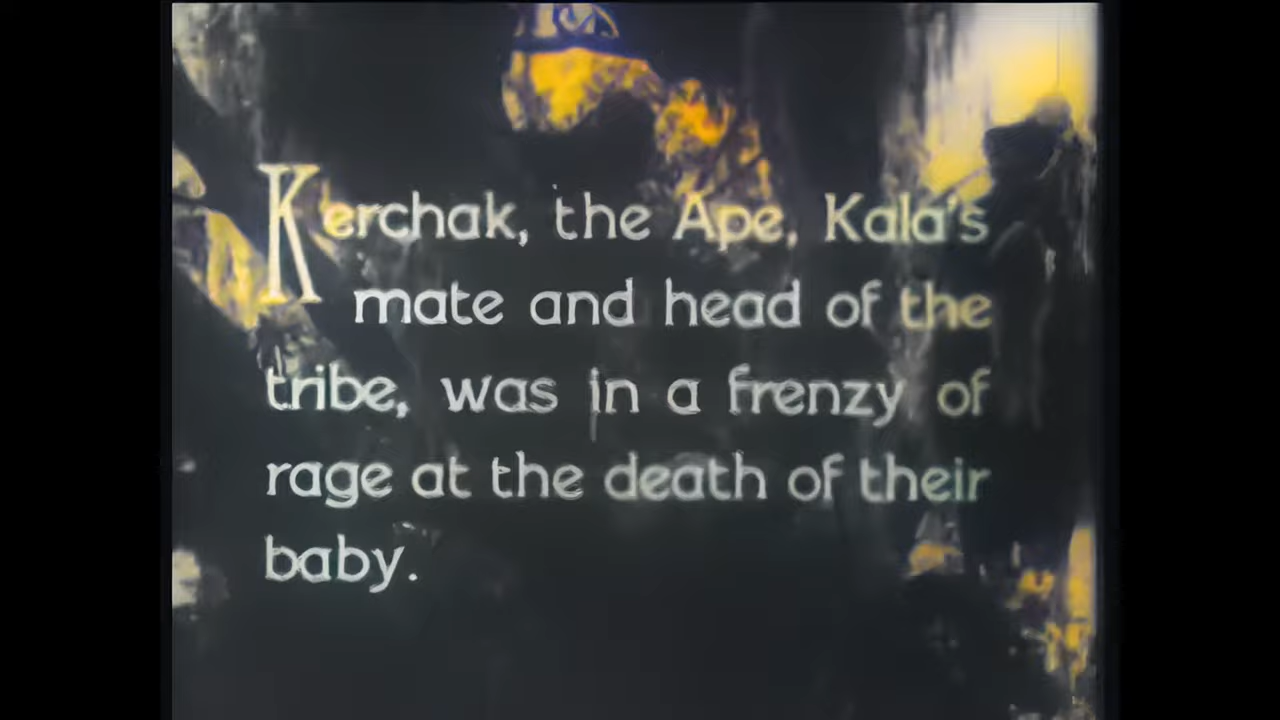 Kerchak, the Ape, Kala's
mate and head of the
tribe, was in a frenzy of
rage at the death of their
baby.